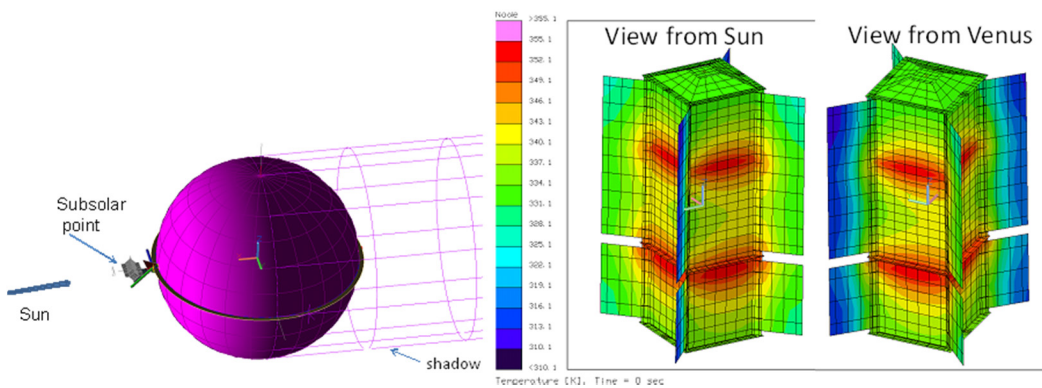 Subsolar
point
Sun
shadow
Node
>355.1
355.1
352.1
349.1
346.1
343.1
340.1
337.1
334.1
331.1
328.1
325.1
322.1
319.1
316.1
313.1
310.1
<310.1
View from Sun
View from Venus
Temperature [K], Time = 0 sec